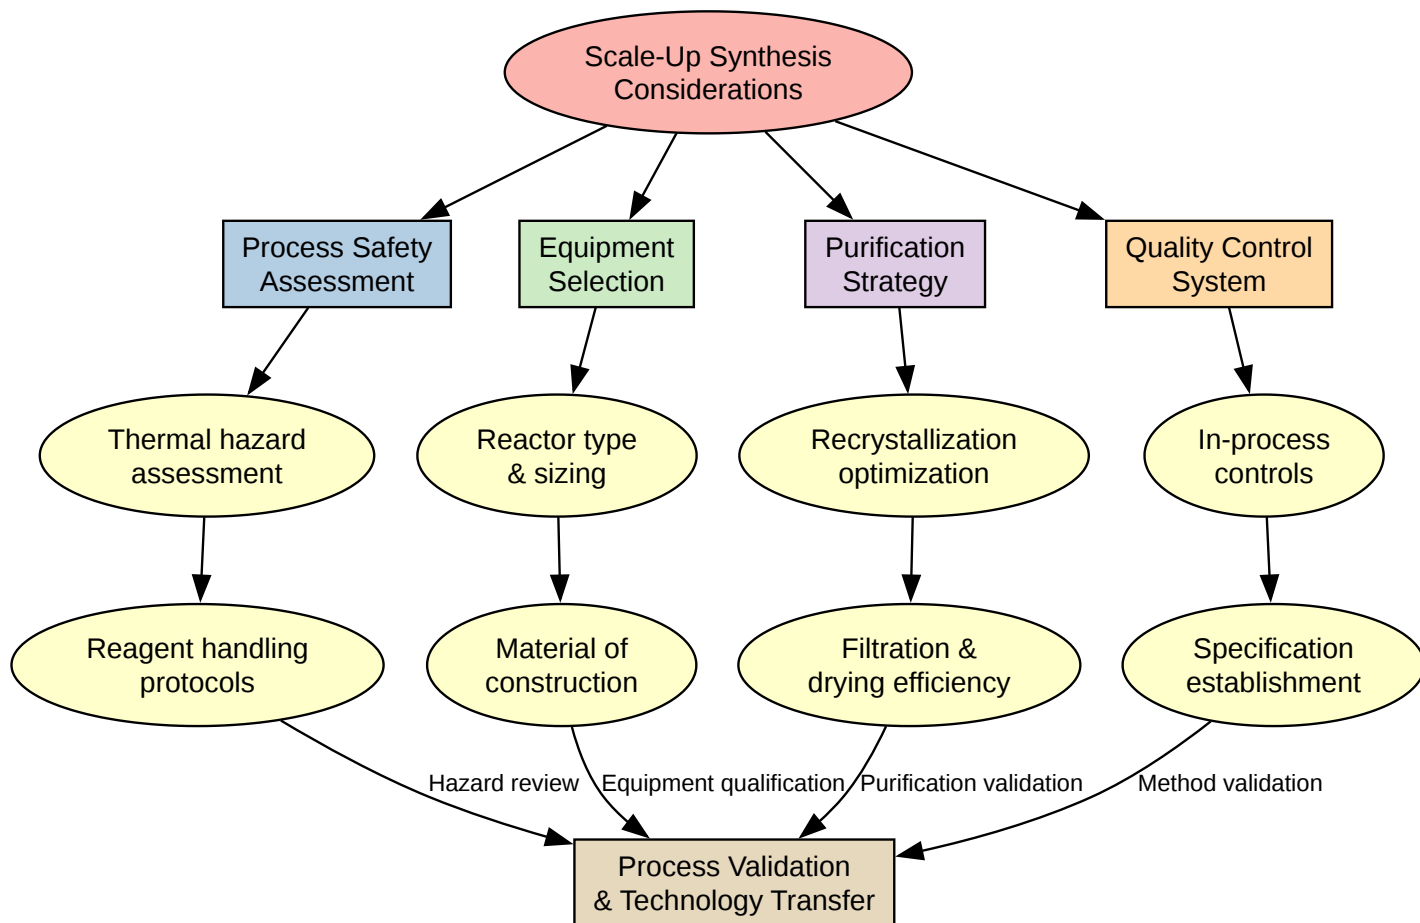 Scale-Up Synthesis
Considerations
Process Safety
Assessment
Equipment
Selection
Purification
Strategy
Quality Control
System
Thermal hazard
assessment
Reactor type
& sizing
Recrystallization
optimization
In-process
controls
Reagent handling
protocols
Material of
construction
Filtration &
drying efficiency
Specification
establishment
Hazard review
Equipment qualification
Purification validation
Method validation
Process Validation
& Technology Transfer